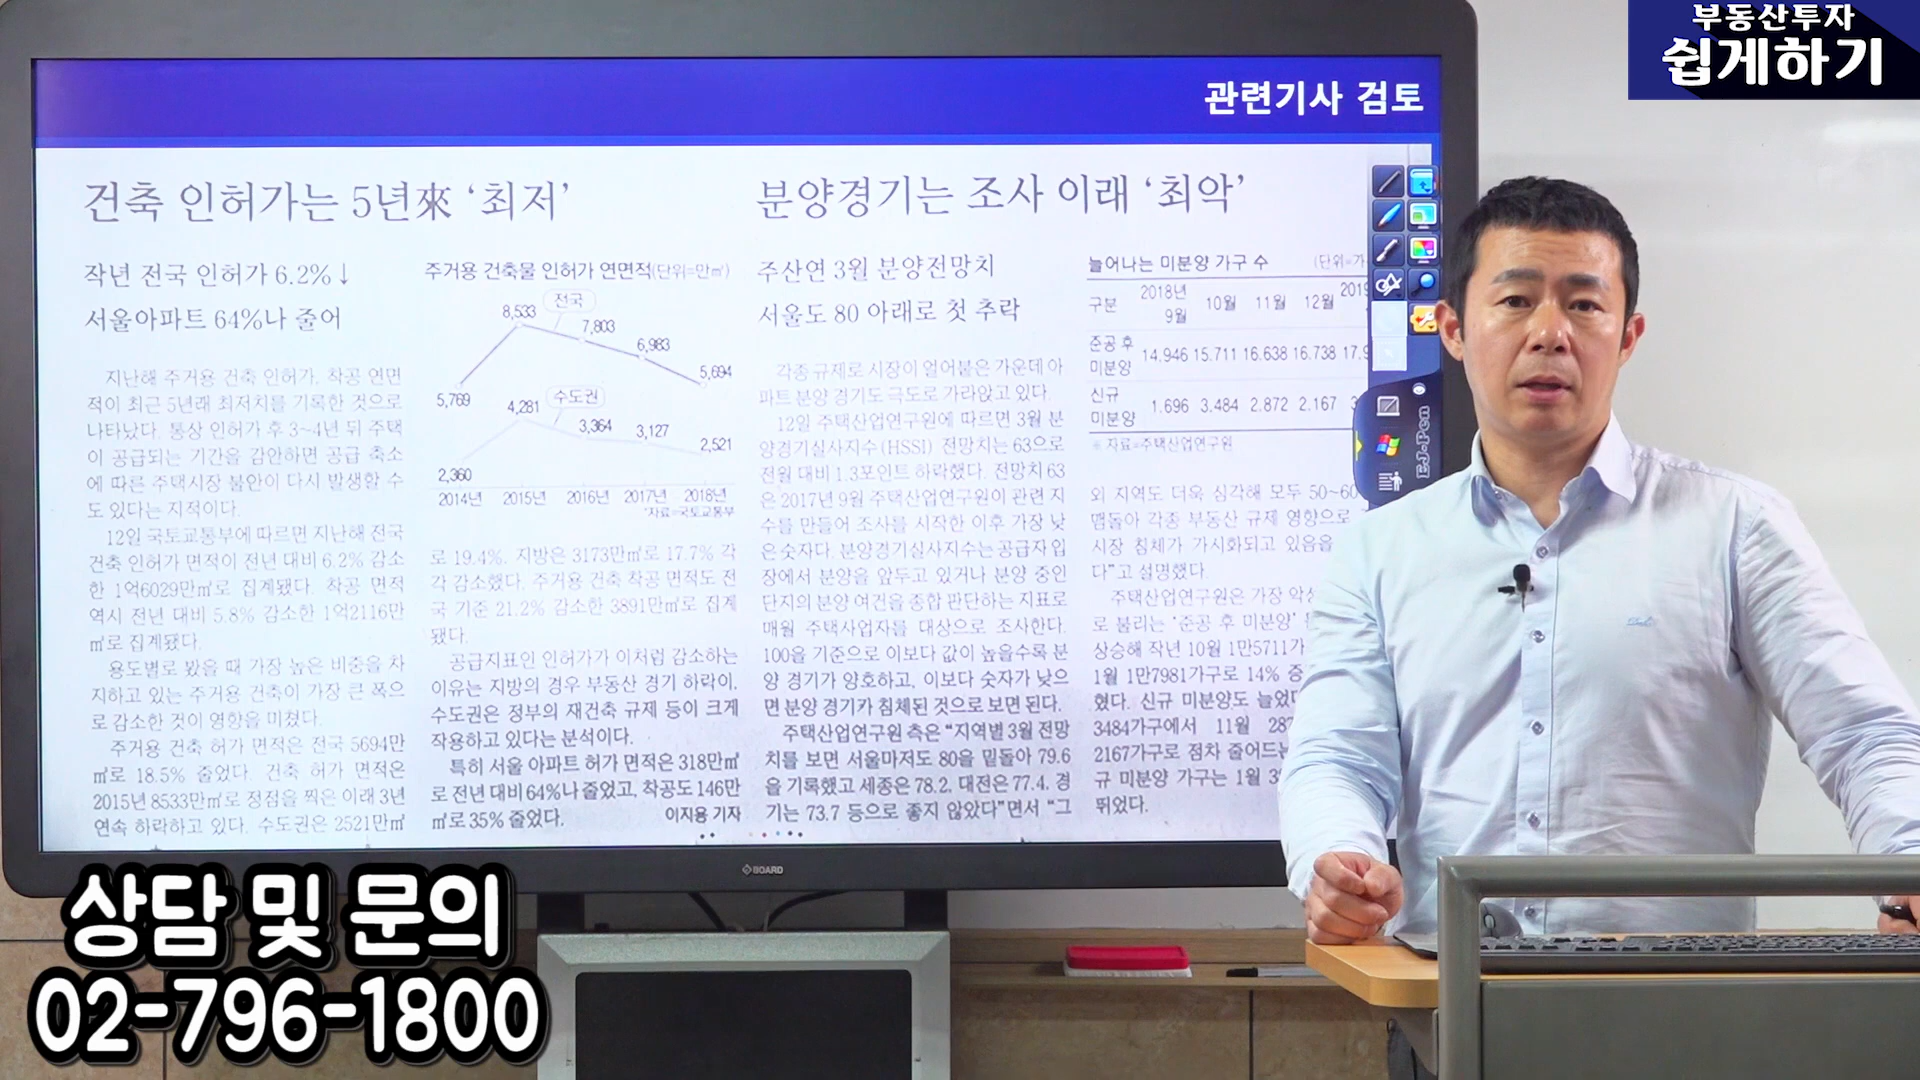 부동산투자
쉽게하기
관련기사 검토
건축 인허가는 5년來 ‘최저’
작년 전국 인허가 6.2%↓
서울아파트 64%나 줄어
지난해 주거용 건축 인허가, 착공 연면
적이 최근 5년래 최저치를 기록한 것으로
나타났다. 통상 인허가 후 3~4년 뒤 주택
이 공급되는 기간을 감안하면 공급 축소
에 따른 주택시장 불안이 다시 발생할 수
도 있다는 지적이다.
12일 국토교통부에 따르면 지난해 전국
건축 인허가 면적이 전년 대비 6.2% 감소
한 1억6029만㎡로 집계됐다. 착공 면적
역시 전년 대비 5.8% 감소한 1억2116만
㎡로 집계됐다.
용도별로 봤을 때 가장 높은 비중을 차
지하고 있는 주거용 건축이 가장 큰 폭으
로 감소한 것이 영향을 미쳤다.
주거용 건축 허가 면적은 전국 5694만
㎡로 18.5% 줄었다. 건축 허가 면적은
2015년 8533만㎡로 정점을 찍은 이래 3년
연속 하락하고 있다. 수도권은 2521만㎡
주거용 건축물 인허가 연면적(단위=만㎡)
전국
8,533
7,803
6,983
5,694
5,769
수도권
4,281
3,364
3,127
2,521
2,360
2014년 2015년 2016년 2017년 2018년
*자료=국토교통부
로 19.4%, 지방은 3173만㎡로 17.7% 각
각 감소했다. 주거용 건축 착공 면적도 전
국 기준 21.2% 감소한 3891만㎡로 집계
됐다.
공급지표인 인허가가 이처럼 감소하는
이유는 지방의 경우 부동산 경기 하락이,
수도권은 정부의 재건축 규제 등이 크게
작용하고 있다는 분석이다.
특히 서울 아파트 허가 면적은 318만㎡
로 전년 대비 64%나 줄었고, 착공도 146만
㎡로 35% 줄었다. 이지용 기자
분양경기는 조사 이래 ‘최악’
주산연 3월 분양전망치
서울도 80 아래로 첫 추락
각종 규제로 시장이 얼어붙은 가운데 아
파트 분양 경기도 극도로 가라앉고 있다.
12일 주택산업연구원에 따르면 3월 분
양경기실사지수(HSSI) 전망치는 63으로
전월 대비 1.3포인트 하락했다. 전망치 63
은 2017년 9월 주택산업연구원이 관련 지
수를 만들어 조사를 시작한 이후 가장 낮
은 숫자다. 분양경기실사지수는 공급자 입
장에서 분양을 앞두고 있거나 분양 중인
단지의 분양 여건을 종합 판단하는 지표로
매월 주택사업자를 대상으로 조사한다.
100을 기준으로 이보다 값이 높을수록 분
양 경기가 양호하고, 이보다 숫자가 낮으
면 분양 경기가 침체된 것으로 보면 된다.
주택산업연구원 측은 “지역별 3월 전망
치를 보면 서울마저도 80을 밑돌아 79.6
을 기록했고 세종은 78.2, 대전은 77.4, 경
기는 73.7 등으로 좋지 않았다”면서 “그
늘어나는 미분양 가구 수 (단위=가
구분 2018년 9월 10월 11월 12월 2019
준공 후 미분양 14,946 15,711 16,638 16,738 17,9
신규 미분양 1,696 3,484 2,872 2,167 3
※자료=주택산업연구원
외 지역도 더욱 심각해 모두 50~60
맴돌아 각종 부동산 규제 영향으로
시장 침체가 가시화되고 있음을
다”고 설명했다.
주택산업연구원은 가장 악성
로 불리는 ‘준공 후 미분양’
상승해 작년 10월 1만5711가
1월 1만7981가구로 14% 증
혔다. 신규 미분양도 늘었다
3484가구에서 11월 287
2167가구로 점차 줄어드는
규 미분양 가구는 1월 3
뛰었다.
EJ-Pen
BOARD
상담 및 문의
02-796-1800